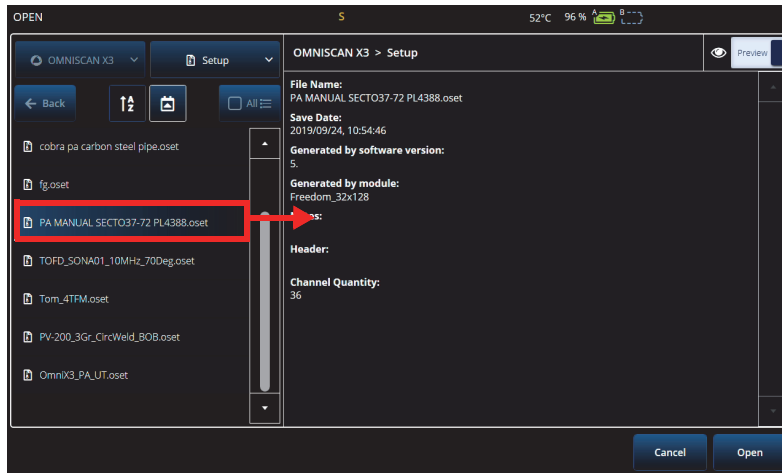 OPEN S 52°C 96 % A B
OMNISCAN X3 Setup
Back All
cobra pa carbon steel pipe.oset
fg.oset
PA MANUAL SECTO37-72 PL4388.oset
TOFD_SONA01_10MHz_70Deg.oset
Tom_4TFM.oset
PV-200_3Gr_CircWeld_BOB.oset
OmniX3_PA_UT.oset
OMNISCAN X3 > Setup
Preview
File Name:
PA MANUAL SECTO37-72 PL4388.oset
Save Date:
2019/09/24, 10:54:46
Generated by software version:
5.
Generated by module:
Freedom_32x128
Header:
Channel Quantity:
36
Cancel Open